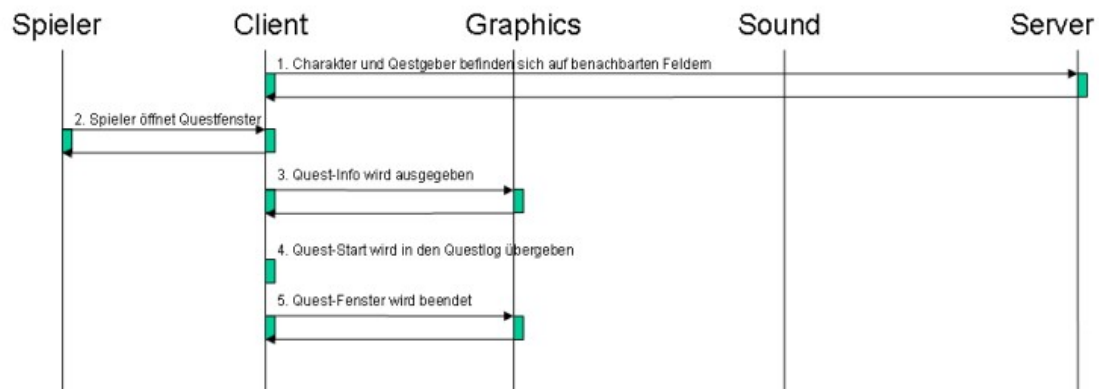 Spieler Client Graphics Sound Server
1. Charakter und Qestgeber befinden sich auf benachbarten Feldern
2. Spieler öffnet Questfenster
3. Quest-Info wird ausgegeben
4. Quest-Start wird in den Questlog übergeben
5. Quest-Fenster wird beendet